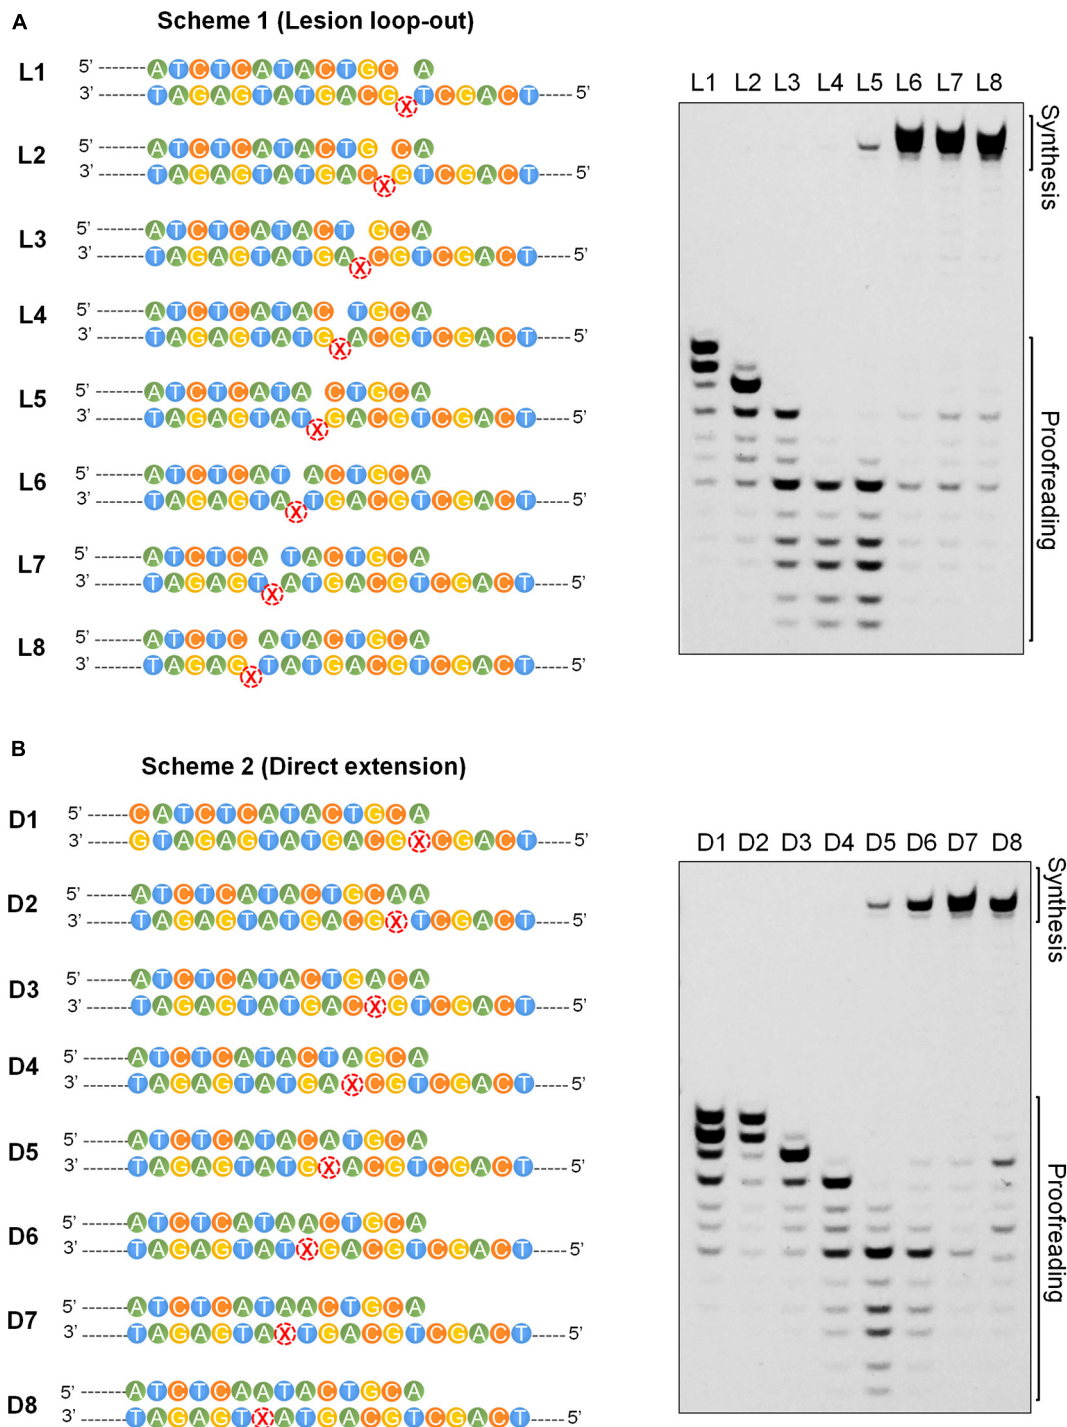 A
Scheme 1 (Lesion loop-out)
L1
5' ATCTCATACTGC A
3' TAGAGTATGACGXTCGACT 5'
L2
5' ATCTCATACTG CA
3' TAGAGTATGACXGTCGACT 5'
L3
5' ATCTCATACT GCA
3' TAGAGTATGAXCGTCGACT 5'
L4
5' ATCTCATAC TGCA
3' TAGAGTATGXACGTCGACT 5'
L5
5' ATCTCATA CTGCA
3' TAGAGTATXGACGTCGACT 5'
L6
5' ATCTCAT ACTGCA
3' TAGAGTAXTGACGTCGACT 5'
L7
5' ATCTCA TACTGCA
3' TAGAGTXATGACGTCGACT 5'
L8
5' ATCTC ATACTGCA
3' TAGAGXTATGACGTCGACT 5'
L1 L2 L3 L4 L5 L6 L7 L8
Synthesis
Proofreading
B
Scheme 2 (Direct extension)
D1
5' CATCTCATACTGCA
3' GTAGAGTATGACGXCGACT 5'
D2
5' ATCTCATACTGCAA
3' TAGAGTATGACGXTCGACT 5'
D3
5' ATCTCATACTGACA
3' TAGAGTATGACXGTCGACT 5'
D4
5' ATCTCATACTAGCA
3' TAGAGTATGAXCGTCGACT 5'
D5
5' ATCTCATACATGCA
3' TAGAGTATGXACGTCGACT 5'
D6
5' ATCTCATAACTGCA
3' TAGAGTATXGACGTCGACT 5'
D7
5' ATCTCATAACTGCA
3' TAGAGTAXTGACGTCGACT 5'
D8
5' ATCTCAATACTGCA
3' TAGAGTXATGACGTCGACT 5'
D1 D2 D3 D4 D5 D6 D7 D8
Synthesis
Proofreading